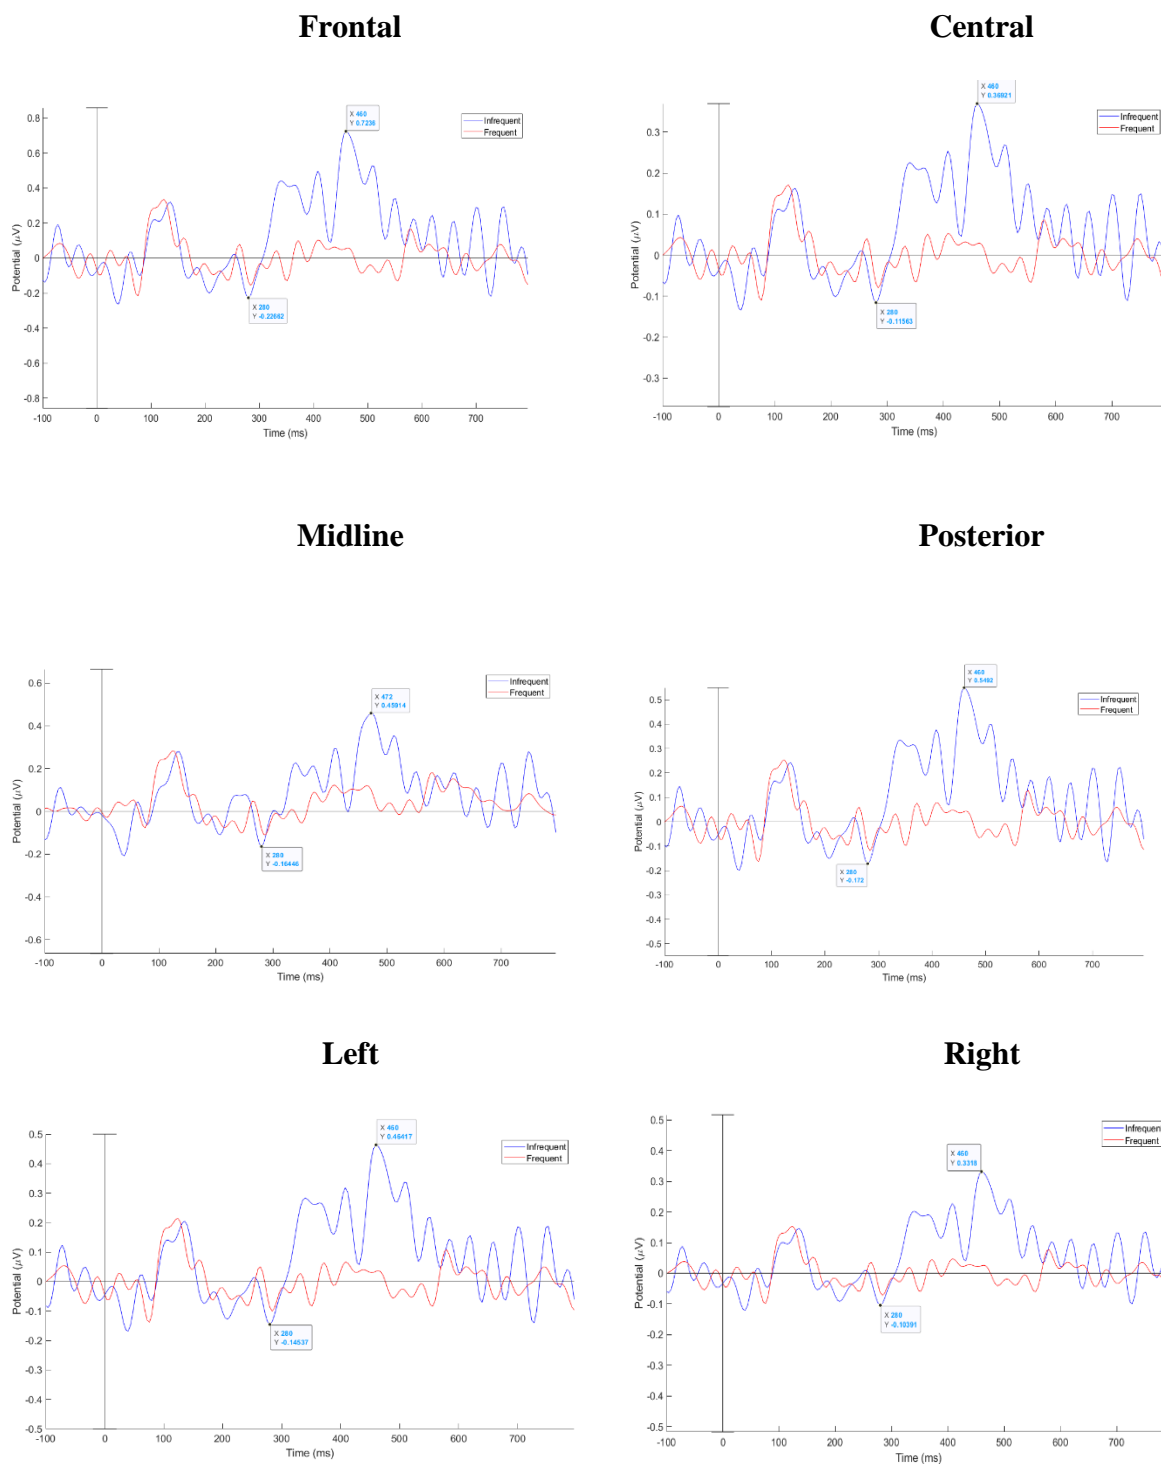 Frontal
Central
X 460
Y 0.7236
Infrequent
Frequent
0.8
0.6
0.4
0.2
0
-0.2
-0.4
-0.6
-0.8
Potential (μV)
X 280
Y -0.22662
-100 0 100 200 300 400 500 600 700
Time (ms)
X 460
Y 0.36921
Infrequent
Frequent
0.3
0.2
0.1
0
-0.1
-0.2
-0.3
Potential (μV)
X 280
Y -0.11563
-100 0 100 200 300 400 500 600 700
Time (ms)
Midline
Posterior
X 472
Y 0.45914
Infrequent
Frequent
0.6
0.4
0.2
0
-0.2
-0.4
-0.6
Potential (μV)
X 280
Y -0.16446
-100 0 100 200 300 400 500 600 700
Time (ms)
X 460
Y 0.5492
Infrequent
Frequent
0.5
0.4
0.3
0.2
0.1
0
-0.1
-0.2
-0.3
-0.4
-0.5
Potential (μV)
X 280
Y -0.172
-100 0 100 200 300 400 500 600 700
Time (ms)
Left
Right
X 460
Y 0.46417
Infrequent
Frequent
0.5
0.4
0.3
0.2
0.1
0
-0.1
-0.2
-0.3
-0.4
-0.5
Potential (μV)
X 280
Y -0.14537
-100 0 100 200 300 400 500 600 700
Time (ms)
X 460
Y 0.3318
Infrequent
Frequent
0.5
0.4
0.3
0.2
0.1
0
-0.1
-0.2
-0.3
-0.4
-0.5
Potential (μV)
X 280
Y -0.10391
-100 0 100 200 300 400 500 600 700
Time (ms)